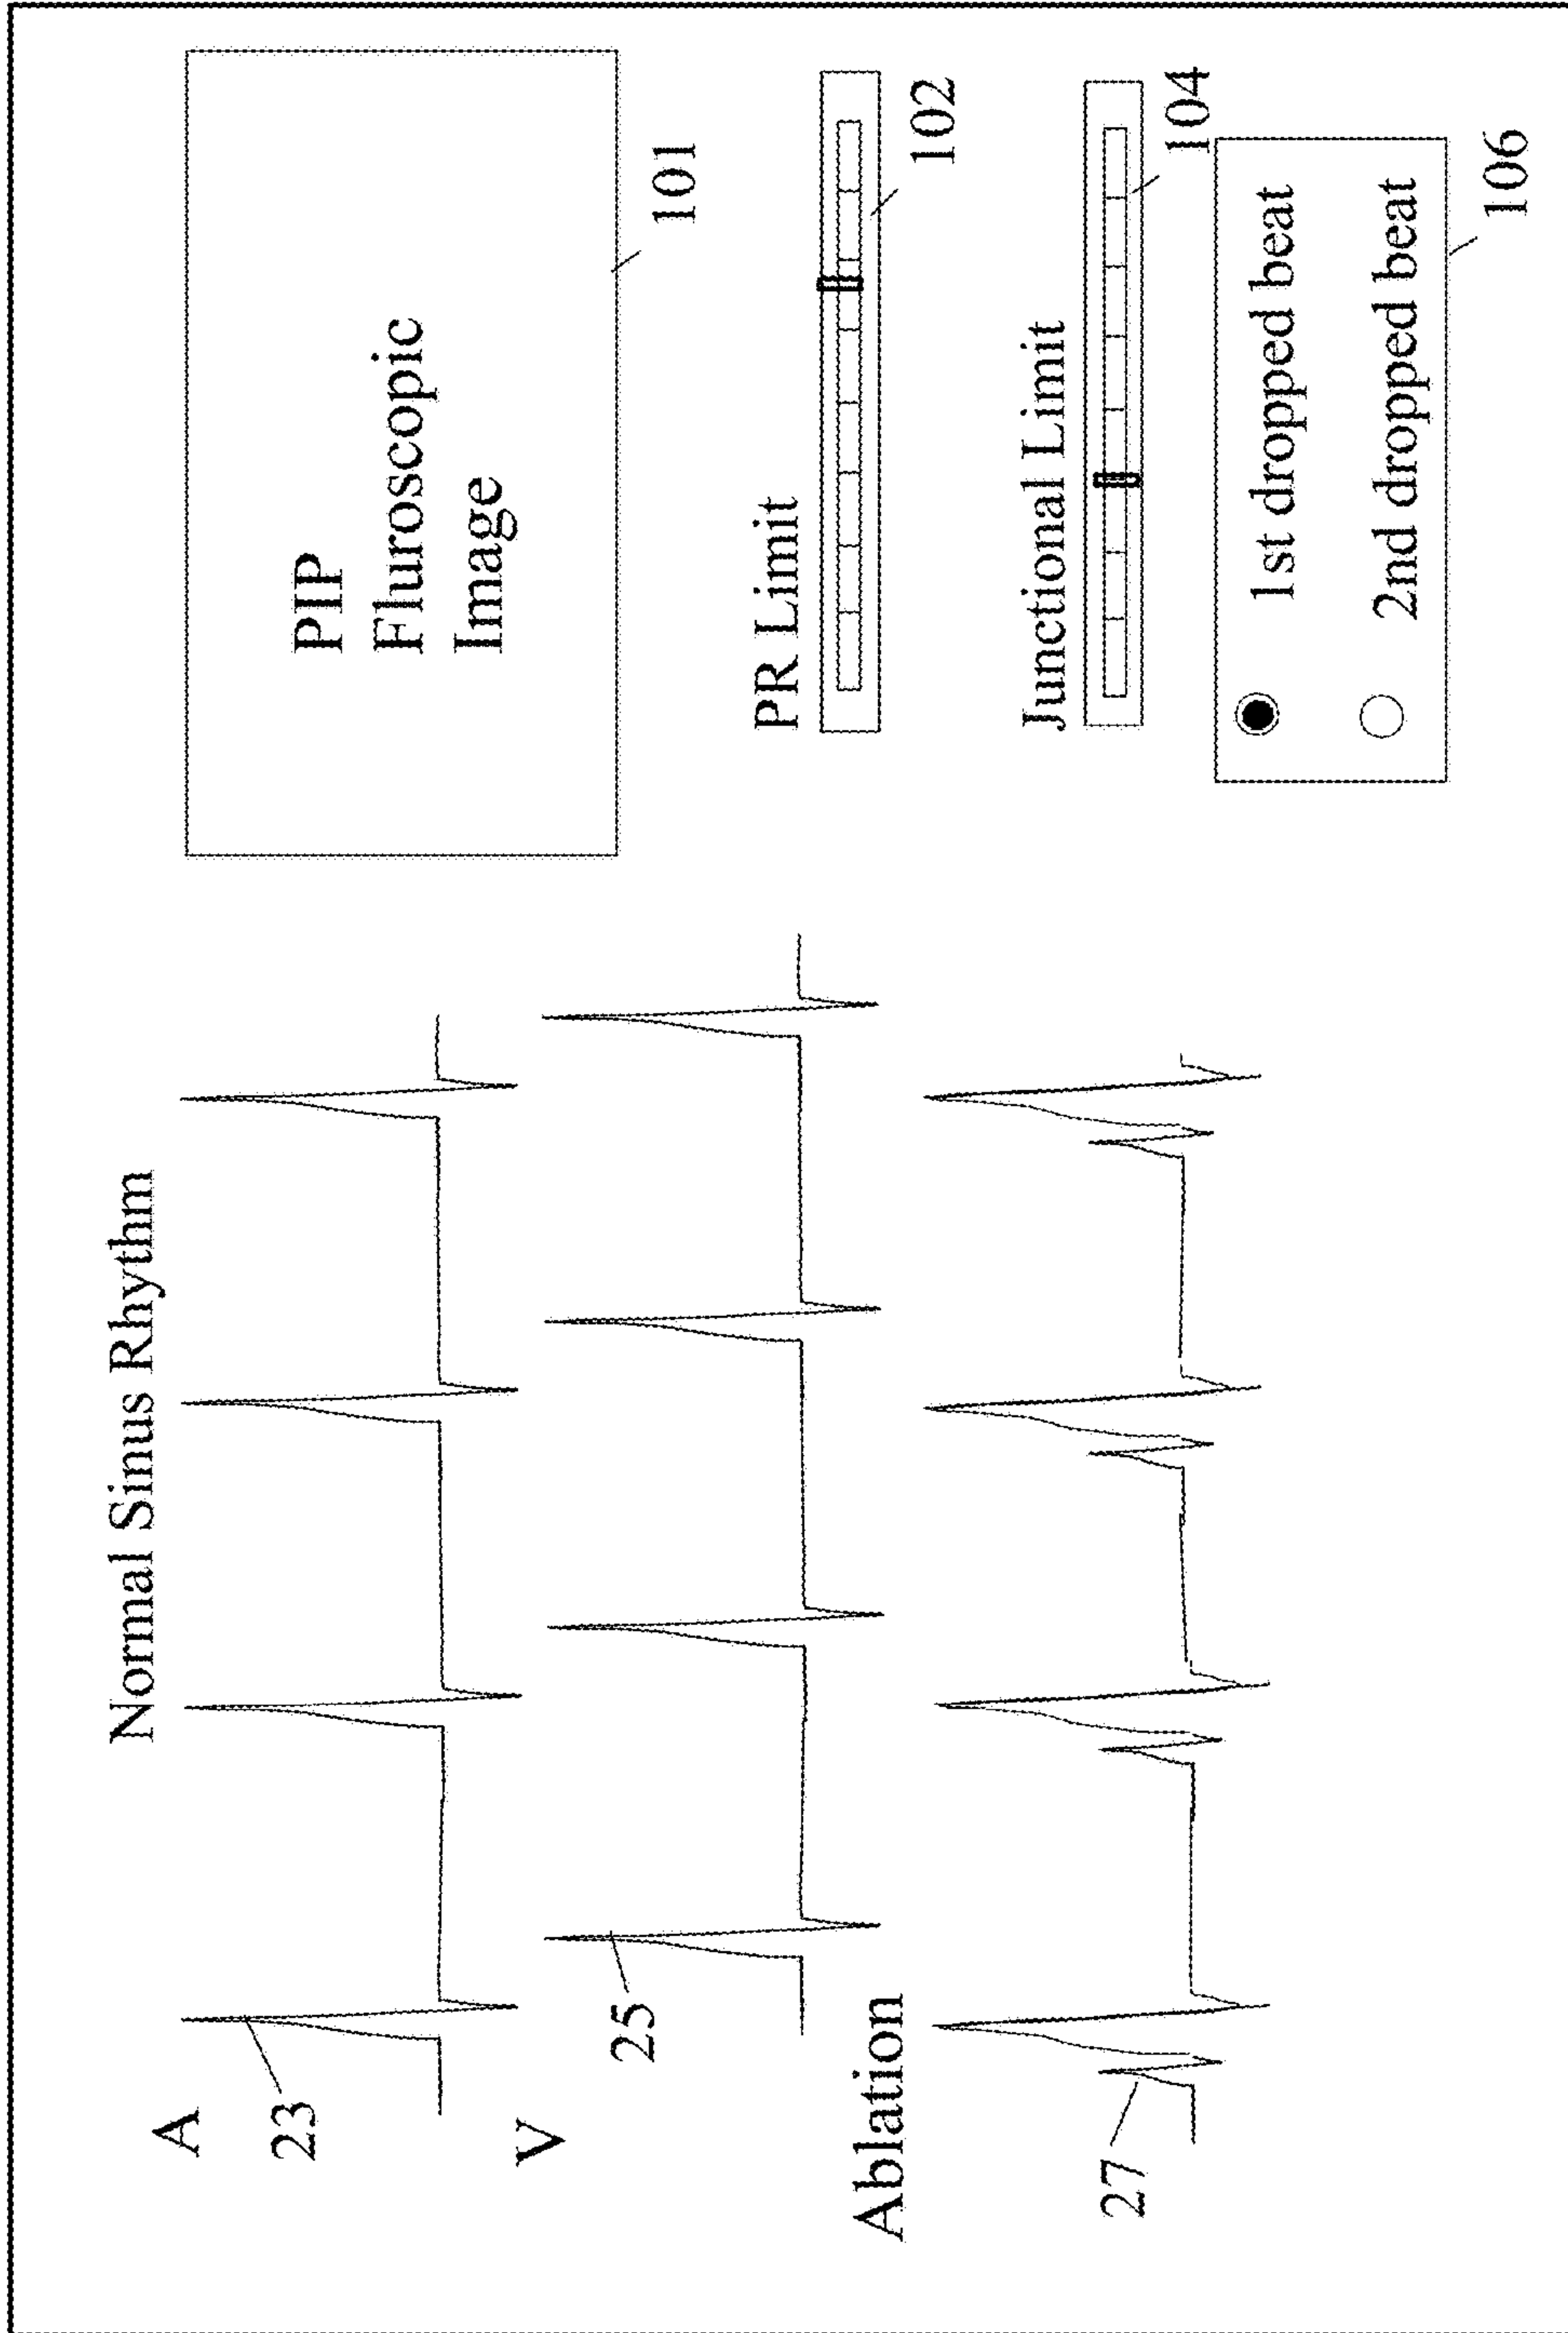 Normal Sinus Rhythm
A
23
V
25
Ablation
27
PIP
Fluroscopic
Image
101
PR Limit
102
Junctional Limit
104
1st dropped beat
2nd dropped beat
106